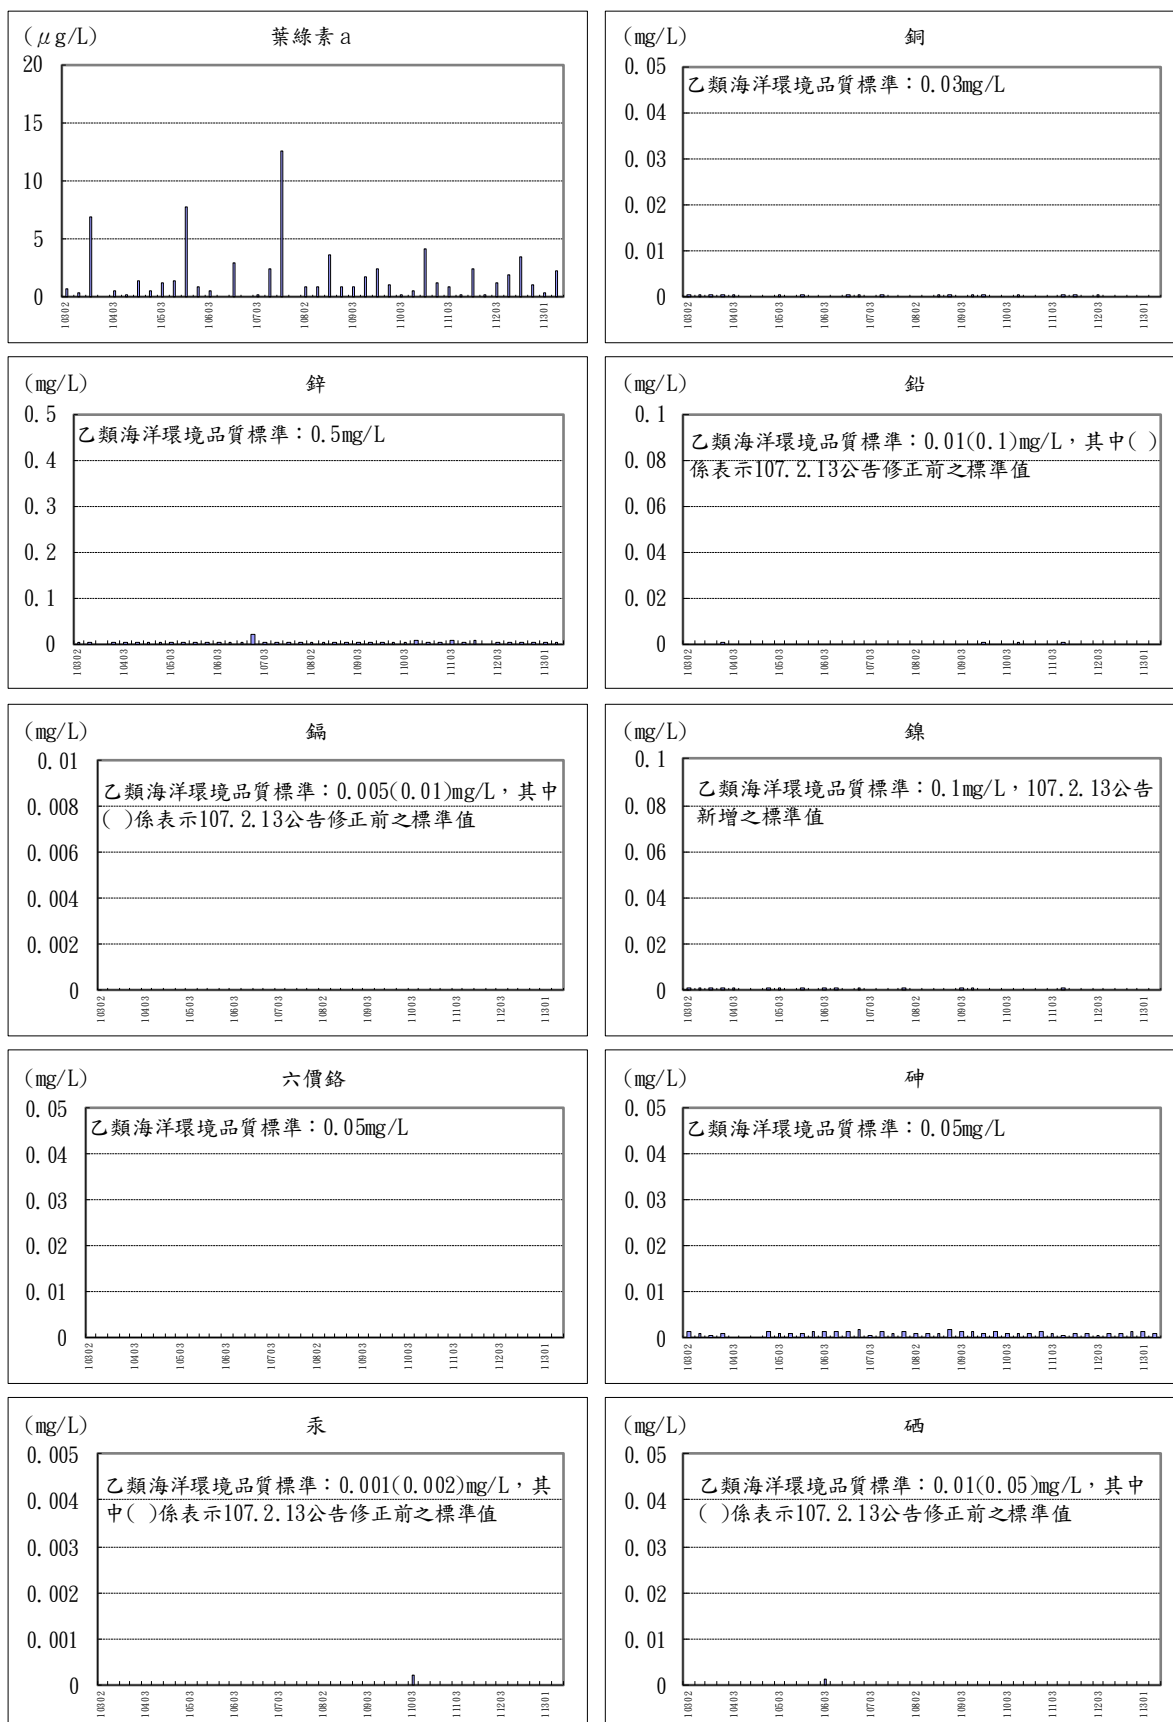 (μg/L) 葉綠素a
20
15
10
5
0
10302 10403 10503 10603 10703 10802 10903 11003 11103 11203 11301
(mg/L) 銅
0.05
乙類海洋環境品質標準：0.03mg/L
0.04
0.03
0.02
0.01
0
10302 10403 10503 10603 10703 10802 10903 11003 11103 11203 11301
(mg/L) 鋅
0.5
乙類海洋環境品質標準：0.5mg/L
0.4
0.3
0.2
0.1
0
10302 10403 10503 10603 10703 10802 10903 11003 11103 11203 11301
(mg/L) 鉛
0.1
乙類海洋環境品質標準：0.01(0.1)mg/L，其中( )
係表示107.2.13公告修正前之標準值
0.08
0.06
0.04
0.02
0
10302 10403 10503 10603 10703 10802 10903 11003 11103 11203 11301
(mg/L) 鎘
0.01
乙類海洋環境品質標準：0.005(0.01)mg/L，其中
( )係表示107.2.13公告修正前之標準值
0.008
0.006
0.004
0.002
0
10302 10403 10503 10603 10703 10802 10903 11003 11103 11203 11301
(mg/L) 鎳
0.1
乙類海洋環境品質標準：0.1mg/L，107.2.13公告
新增之標準值
0.08
0.06
0.04
0.02
0
10302 10403 10503 10603 10703 10802 10903 11003 11103 11203 11301
(mg/L) 六價鉻
0.05
乙類海洋環境品質標準：0.05mg/L
0.04
0.03
0.02
0.01
0
10302 10403 10503 10603 10703 10802 10903 11003 11103 11203 11301
(mg/L) 砷
0.05
乙類海洋環境品質標準：0.05mg/L
0.04
0.03
0.02
0.01
0
10302 10403 10503 10603 10703 10802 10903 11003 11103 11203 11301
(mg/L) 汞
0.005
乙類海洋環境品質標準：0.001(0.002)mg/L，其
中( )係表示107.2.13公告修正前之標準值
0.004
0.003
0.002
0.001
0
10302 10403 10503 10603 10703 10802 10903 11003 11103 11203 11301
(mg/L) 硒
0.05
乙類海洋環境品質標準：0.01(0.05)mg/L，其中
( )係表示107.2.13公告修正前之標準值
0.04
0.03
0.02
0.01
0
10302 10403 10503 10603 10703 10802 10903 11003 11103 11203 11301